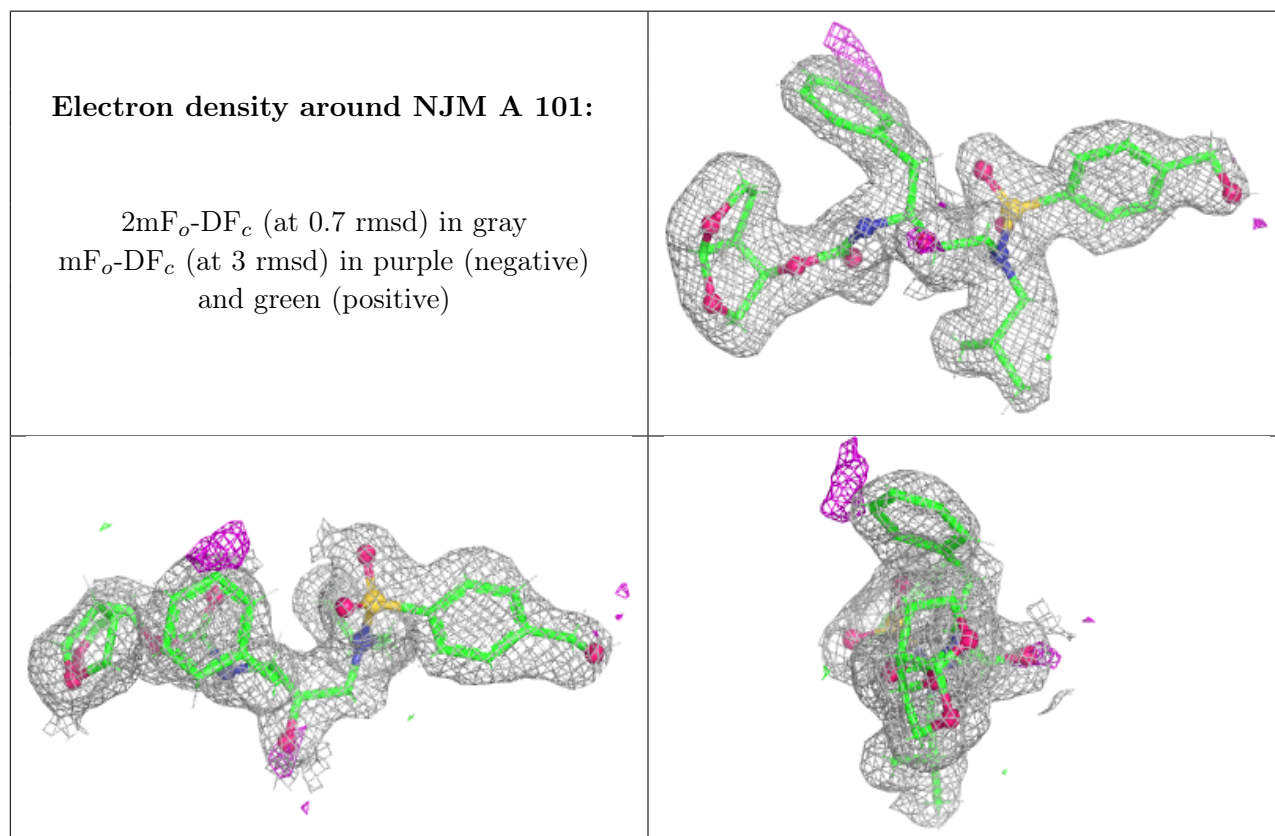 Electron density around NJM A 101:
2mFo-DFc (at 0.7 rmsd) in gray
mFo-DFc (at 3 rmsd) in purple (negative)
and green (positive)